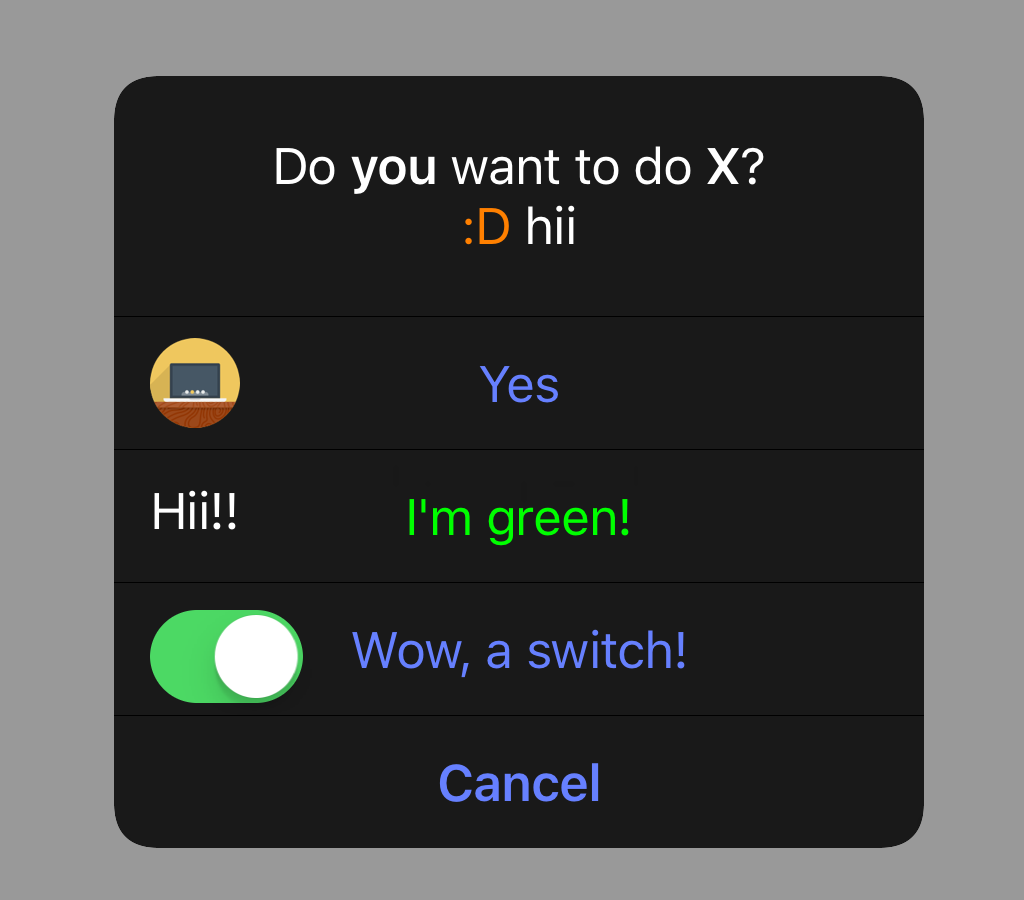 Do you want to do X?
:D hii
Yes
Hii!! I'm green!
Wow, a switch!
Cancel